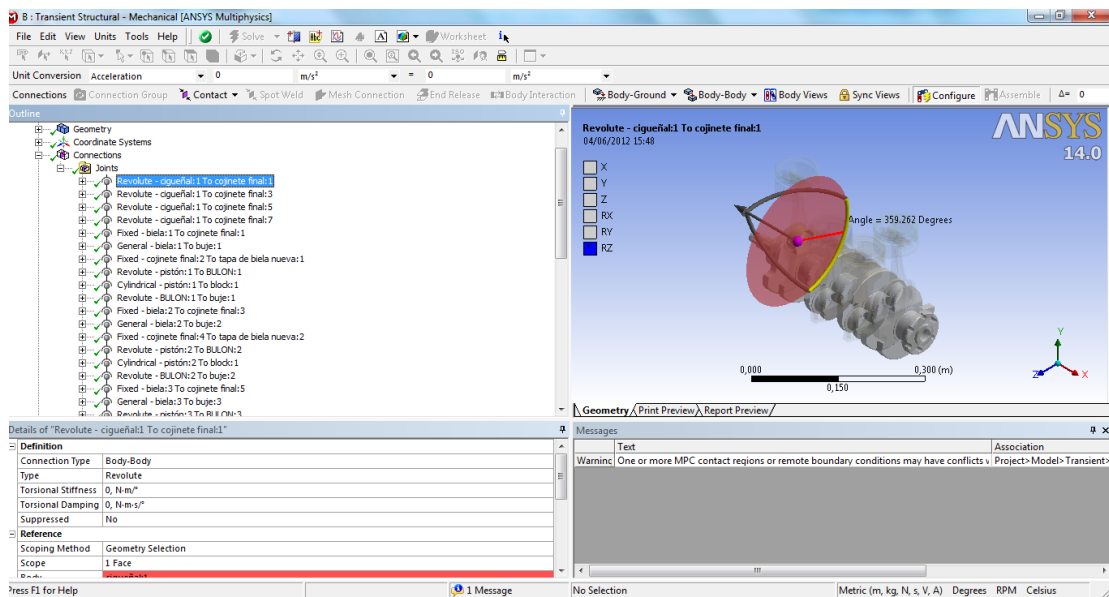 B : Transient Structural - Mechanical [ANSYS Multiphysics]
File Edit View Units Tools Help Solve Worksheet
Unit Conversion Acceleration 0 m/s² = 0 m/s²
Connections Connection Group Contact Spot Weld Mesh Connection End Release Body Interaction Body-Ground Body-Body Body Views Sync Views Configure Assemble Δ= 0
Outline
Geometry
Coordinate Systems
Connections
Joints
Revolute - cigueñal:1 To cojinete final:1
Revolute - cigueñal:1 To cojinete final:3
Revolute - cigueñal:1 To cojinete final:5
Revolute - cigueñal:1 To cojinete final:7
Fixed - biela:1 To cojinete final:1
General - biela:1 To buje:1
Fixed - cojinete final:2 To tapa de biela nueva:1
Revolute - pistón:1 To BULON:1
Cylindrical - pistón:1 To block:1
Revolute - BULON:1 To buje:1
Fixed - biela:2 To cojinete final:3
General - biela:2 To buje:2
Fixed - cojinete final:4 To tapa de biela nueva:2
Revolute - pistón:2 To BULON:2
Cylindrical - pistón:2 To block:1
Revolute - BULON:2 To buje:2
Fixed - biela:3 To cojinete final:5
General - biela:3 To buje:3
Revolute - pistón:3 To BULON:3
Revolute - cigueñal:1 To cojinete final:1
04/06/2012 15:48
ANSYS
14.0
X
Y
Z
RX
RY
RZ
Angle = 359.262 Degrees
0,000 0,300 (m)
0,150
Y
Z X
Geometry Print Preview Report Preview
Details of "Revolute - cigueñal:1 To cojinete final:1"
Definition
Connection Type Body-Body
Type Revolute
Torsional Stiffness 0, N·m/°
Torsional Damping 0, N·m·s/°
Suppressed No
Reference
Scoping Method Geometry Selection
Scope 1 Face
Body cigueñal:1
Messages
Text Association
Warning One or more MPC contact regions or remote boundary conditions may have conflicts Project>Model>Transient>
Press F1 for Help 1 Message No Selection Metric (m, kg, N, s, V, A) Degrees RPM Celsius